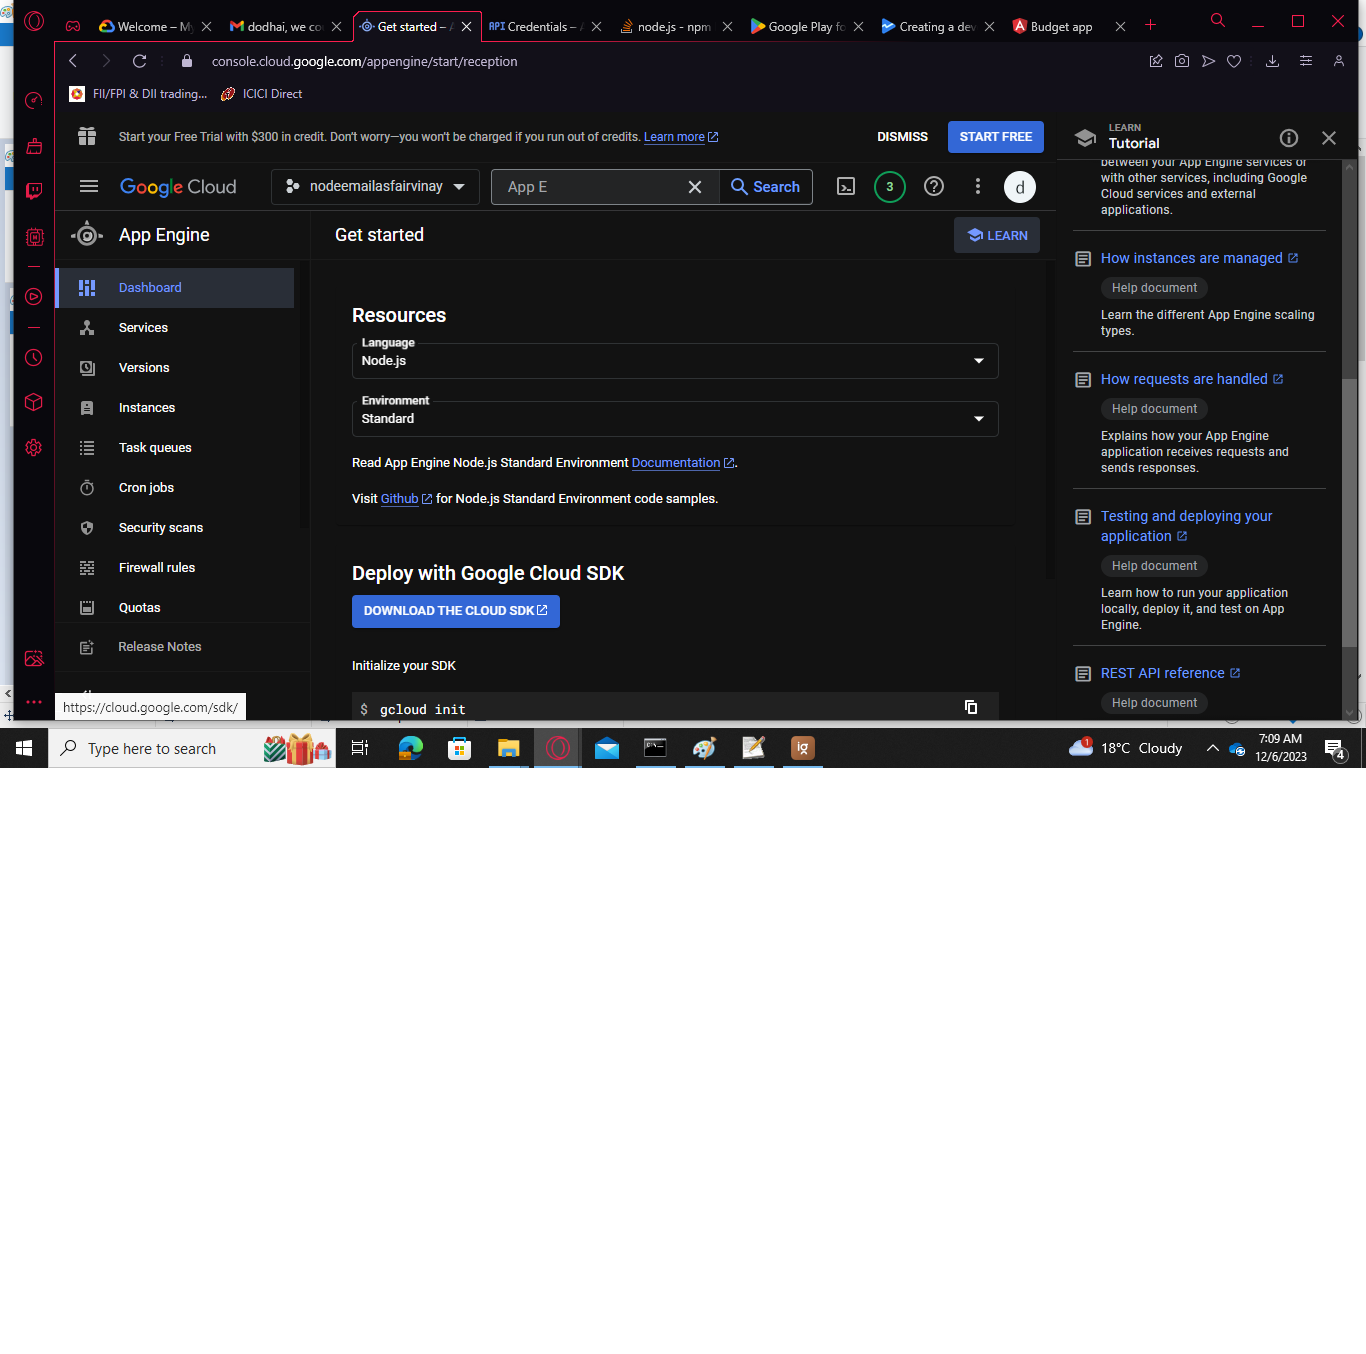 Welcome – My
dodhai, we co
Get started – A
API Credentials – A
node.js - npm
Google Play fo
Creating a dev
Budget app
console.cloud.google.com/appengine/start/reception
FII/FPI & DII trading...
ICICI Direct
Start your Free Trial with $300 in credit. Don't worry—you won't be charged if you run out of credits. Learn more
DISMISS
START FREE
Google Cloud
nodeemailasfairvinay
App E
Search
3
d
App Engine
Get started
LEARN
Dashboard
Services
Versions
Instances
Task queues
Cron jobs
Security scans
Firewall rules
Quotas
Release Notes
https://cloud.google.com/sdk/
Resources
Language
Node.js
Environment
Standard
Read App Engine Node.js Standard Environment Documentation.
Visit Github for Node.js Standard Environment code samples.
Deploy with Google Cloud SDK
DOWNLOAD THE CLOUD SDK
Initialize your SDK
$ gcloud init
LEARN
Tutorial
between your App Engine services or
with other services, including Google
Cloud services and external
applications.
How instances are managed
Help document
Learn the different App Engine scaling
types.
How requests are handled
Help document
Explains how your App Engine
application receives requests and
sends responses.
Testing and deploying your
application
Help document
Learn how to run your application
locally, deploy it, and test on App
Engine.
REST API reference
Help document
Type here to search
ig
1
18°C Cloudy
7:09 AM
12/6/2023
4